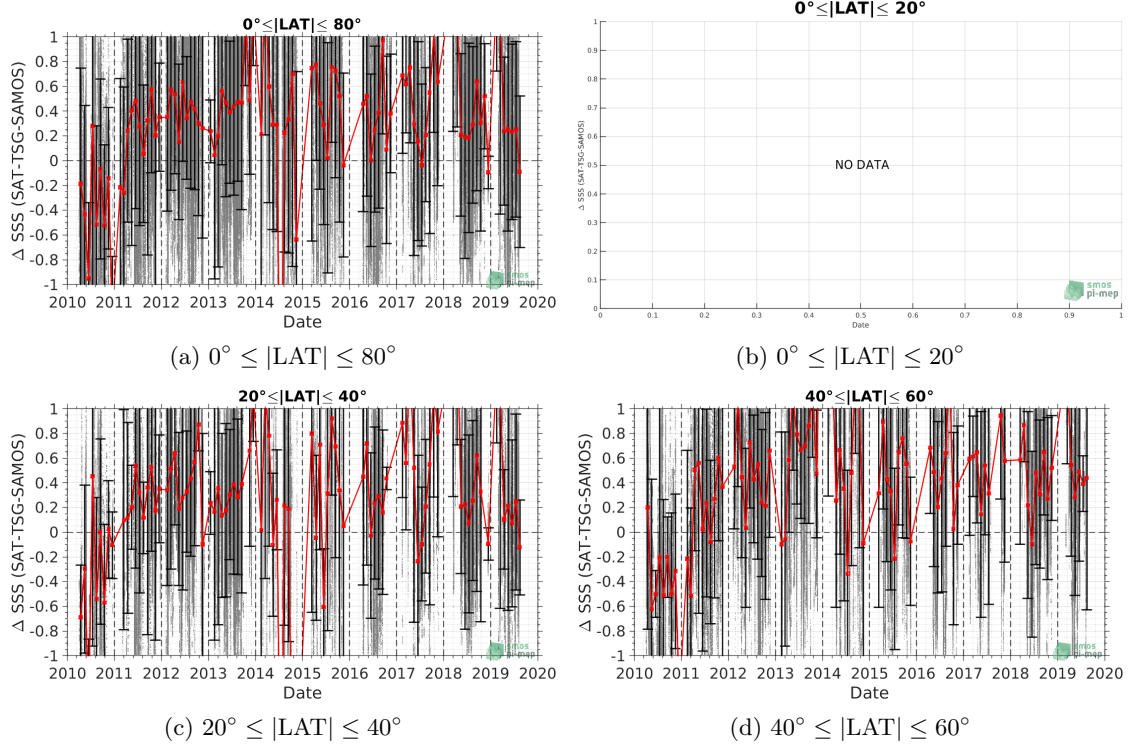 0°≤|LAT|≤ 80°
Δ SSS (SAT-TSG-SAMOS)
1
0.8
0.6
0.4
0.2
0
-0.2
-0.4
-0.6
-0.8
-1
2010 2011 2012 2013 2014 2015 2016 2017 2018 2019 2020
Date
smos
pi-mep
(a) 0° ≤ |LAT| ≤ 80°
0°≤|LAT|≤ 20°
Δ SSS (SAT-TSG-SAMOS)
1
0.9
0.8
0.7
0.6
0.5
0.4
0.3
0.2
0.1
0
NO DATA
0 0.1 0.2 0.3 0.4 0.5 0.6 0.7 0.8 0.9 1
Date
smos
pi-mep
(b) 0° ≤ |LAT| ≤ 20°
20°≤|LAT|≤ 40°
Δ SSS (SAT-TSG-SAMOS)
1
0.8
0.6
0.4
0.2
0
-0.2
-0.4
-0.6
-0.8
-1
2010 2011 2012 2013 2014 2015 2016 2017 2018 2019 2020
Date
smos
pi-mep
(c) 20° ≤ |LAT| ≤ 40°
40°≤|LAT|≤ 60°
Δ SSS (SAT-TSG-SAMOS)
1
0.8
0.6
0.4
0.2
0
-0.2
-0.4
-0.6
-0.8
-1
2010 2011 2012 2013 2014 2015 2016 2017 2018 2019 2020
Date
smos
pi-mep
(d) 40° ≤ |LAT| ≤ 60°